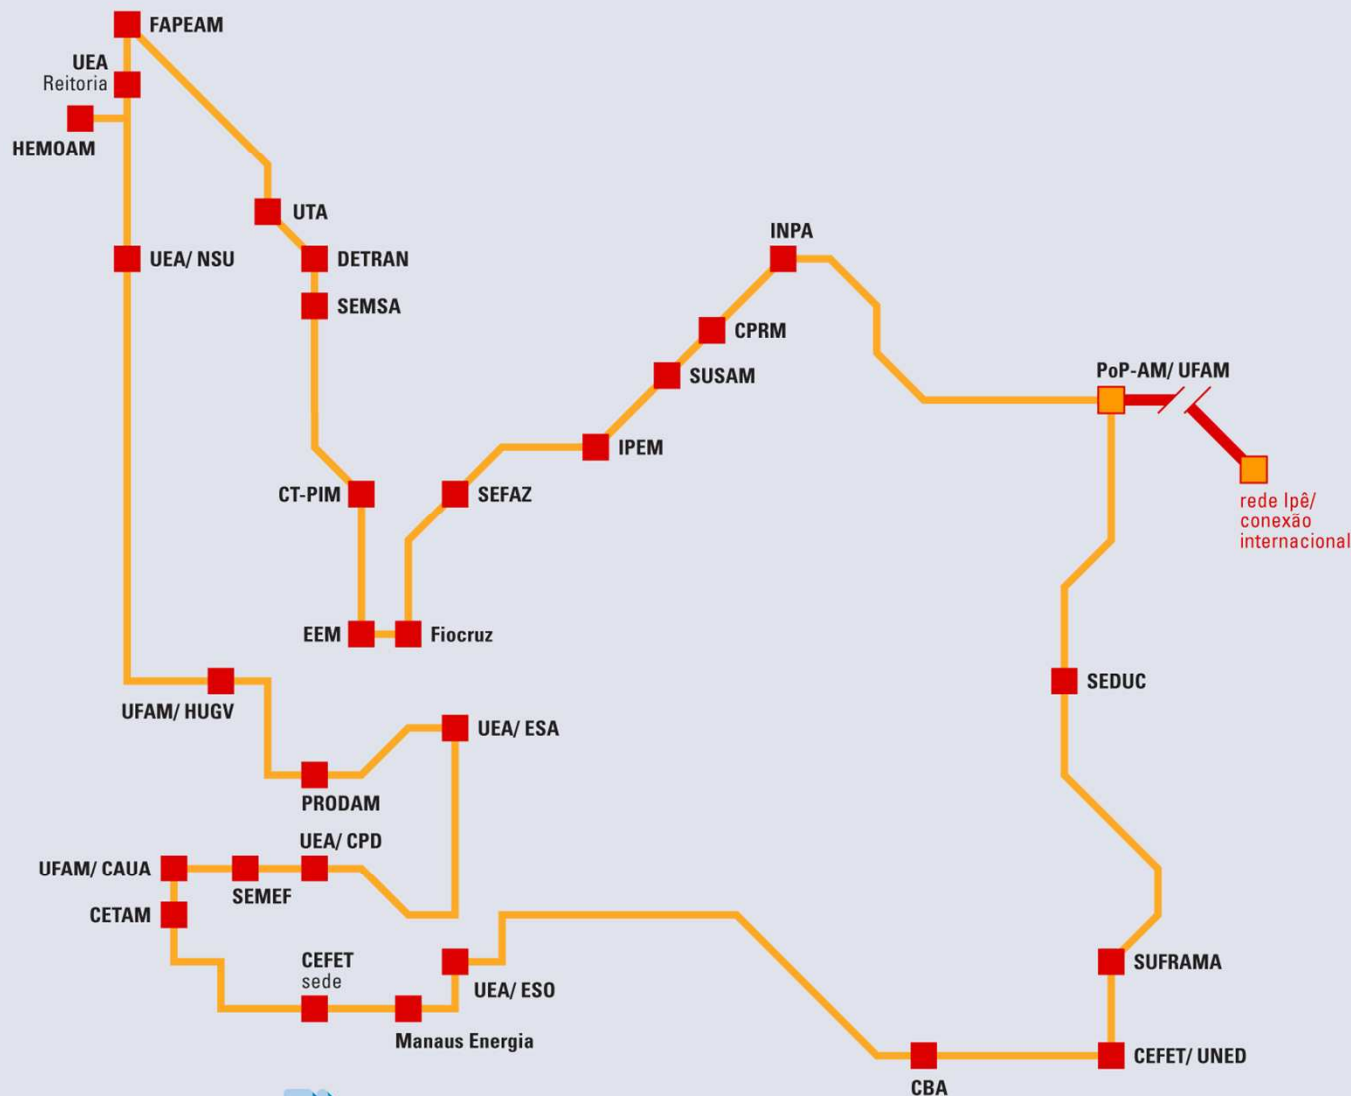 FAPEAM
UEA
Reitoria
HEMOAM
UTA
INPA
UEA/ NSU
DETRAN
SEMSA
CPRM
PoP-AM/ UFAM
SUSAM
IPEM
CT-PIM
SEFAZ
rede Ipê/
conexão
internacional
EEM
Fiocruz
SEDUC
UFAM/ HUGV
UEA/ ESA
PRODAM
UEA/ CPD
UFAM/ CAUA
SEMEF
CETAM
CEFET
sede
SUFRAMA
UEA/ ESO
Manaus Energia
CEFET/ UNED
CBA